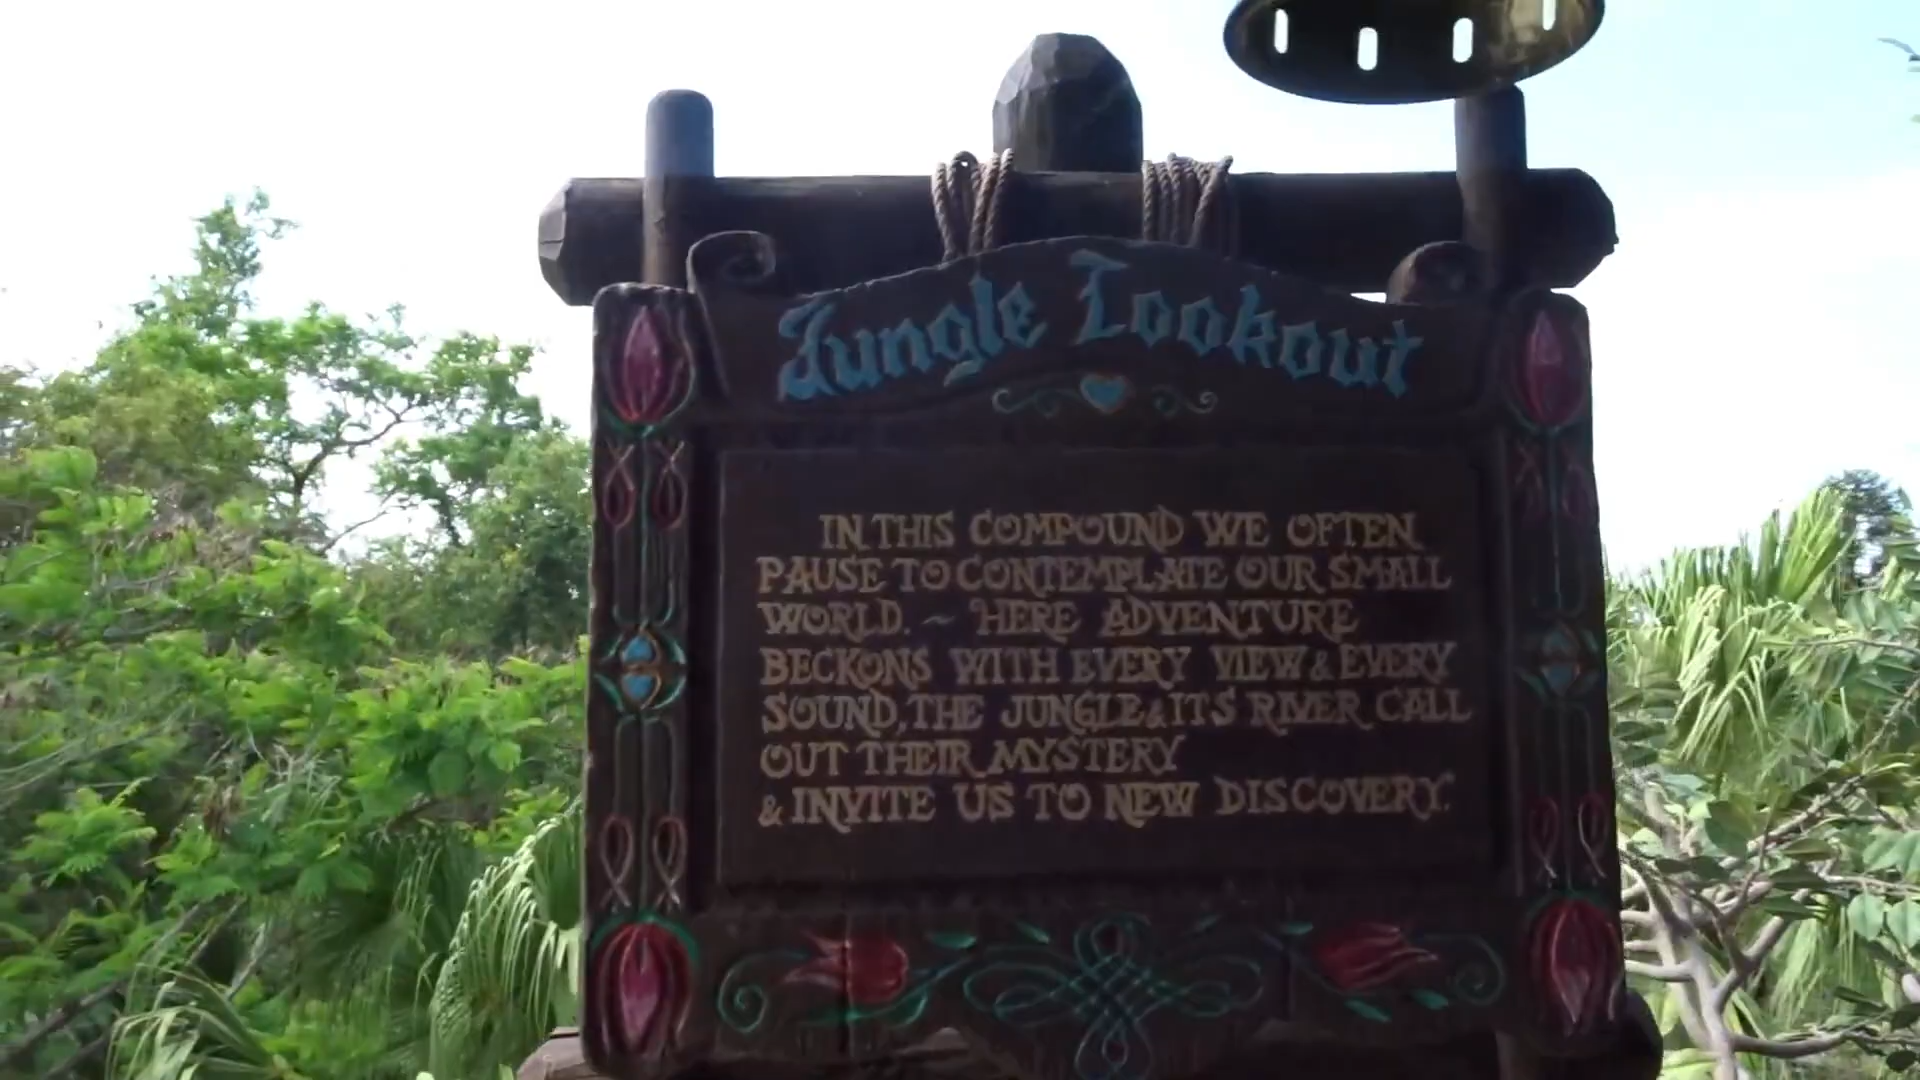 Jungle Lookout
IN THIS COMPOUND WE OFTEN
PAUSE TO CONTEMPLATE OUR SMALL
WORLD. ~ HERE ADVENTURE
BECKONS WITH EVERY VIEW & EVERY
SOUND, THE JUNGLE & ITS RIVER CALL
OUT THEIR MYSTERY
& INVITE US TO NEW DISCOVERY.